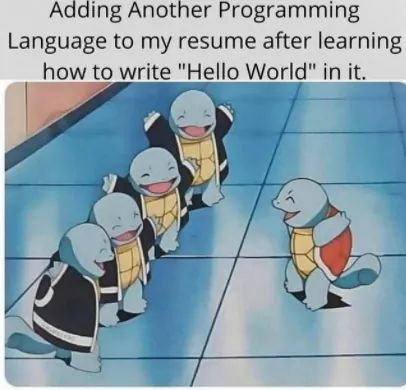 Adding Another Programming
Language to my resume after learning
how to write "Hello World" in it.